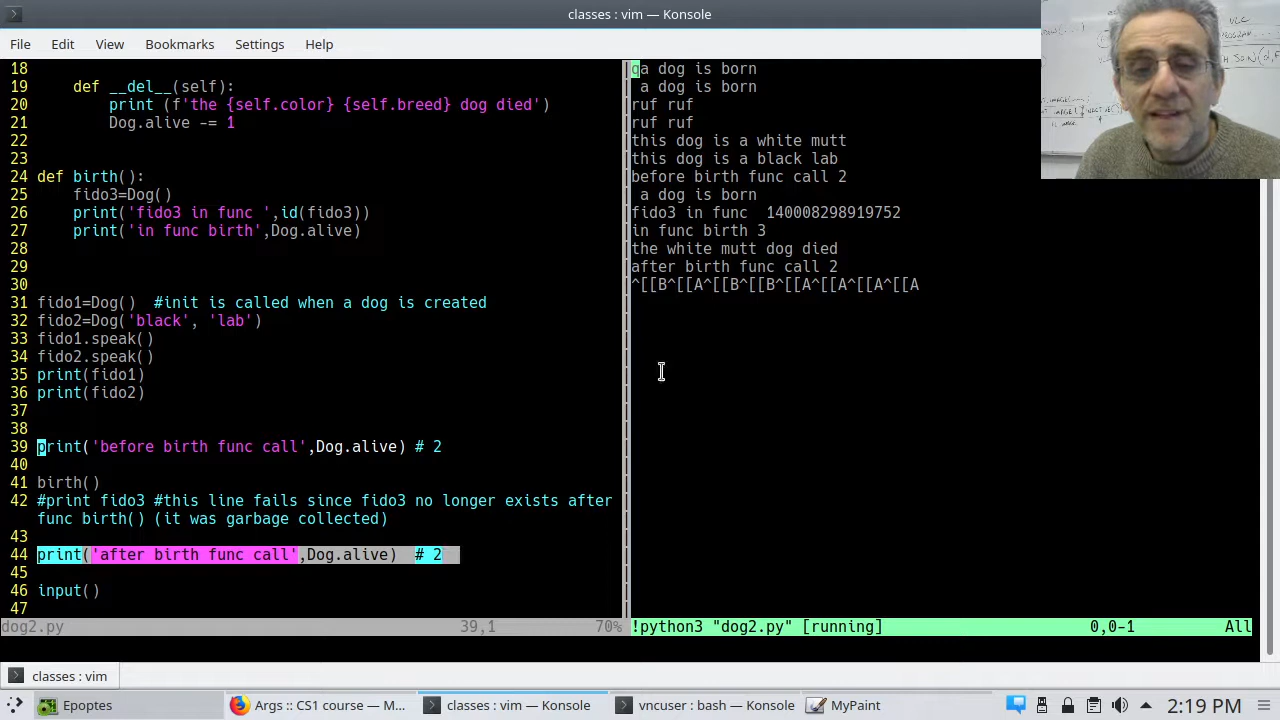 classes : vim — Konsole
File Edit View Bookmarks Settings Help
18
19 def __del__(self):
20 print (f'the {self.color} {self.breed} dog died')
21 Dog.alive -= 1
22
23
24 def birth():
25 fido3=Dog()
26 print('fido3 in func ',id(fido3))
27 print('in func birth',Dog.alive)
28
29
30
31 fido1=Dog() #init is called when a dog is created
32 fido2=Dog('black', 'lab')
33 fido1.speak()
34 fido2.speak()
35 print(fido1)
36 print(fido2)
37
38
39 print('before birth func call',Dog.alive) # 2
40
41 birth()
42 #print fido3 #this line fails since fido3 no longer exists after
func birth() (it was garbage collected)
43
44 print('after birth func call',Dog.alive) # 2
45
46 input()
47
dog2.py 39,1 70%
qa dog is born
a dog is born
ruf ruf
ruf ruf
this dog is a white mutt
this dog is a black lab
before birth func call 2
a dog is born
fido3 in func 140008298919752
in func birth 3
the white mutt dog died
after birth func call 2
^[[B^[[A^[[B^[[B^[[A^[[A^[[A^[[A
!python3 "dog2.py" [running] 0,0-1 All
classes : vim
Epoptes
Args :: CS1 course — M...
classes : vim — Konsole
vncuser : bash — Konsole
MyPaint
2:19 PM